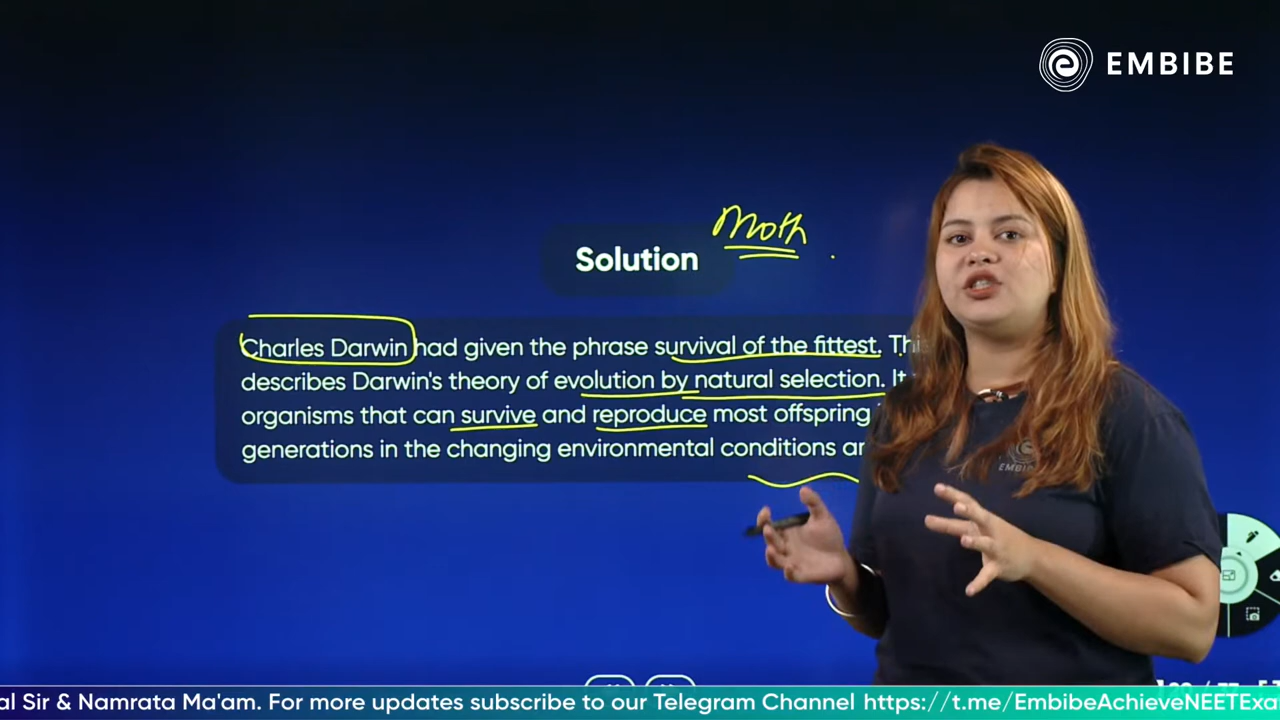 EMBIBE
Moth
Solution
Charles Darwin had given the phrase survival of the fittest. This
describes Darwin's theory of evolution by natural selection. It
organisms that can survive and reproduce most offspring
generations in the changing environmental conditions
EMBIBE
al Sir & Namrata Ma'am. For more updates subscribe to our Telegram Channel https://t.me/EmbibeAchieveNEETExa